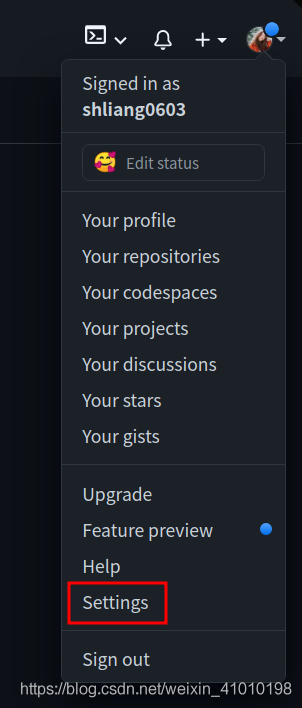 Signed in as
shliang0603
Edit status
Your profile
Your repositories
Your codespaces
Your projects
Your discussions
Your stars
Your gists
Upgrade
Feature preview
Help
Settings
Sign out
https://blog.csdn.net/weixin_41010198